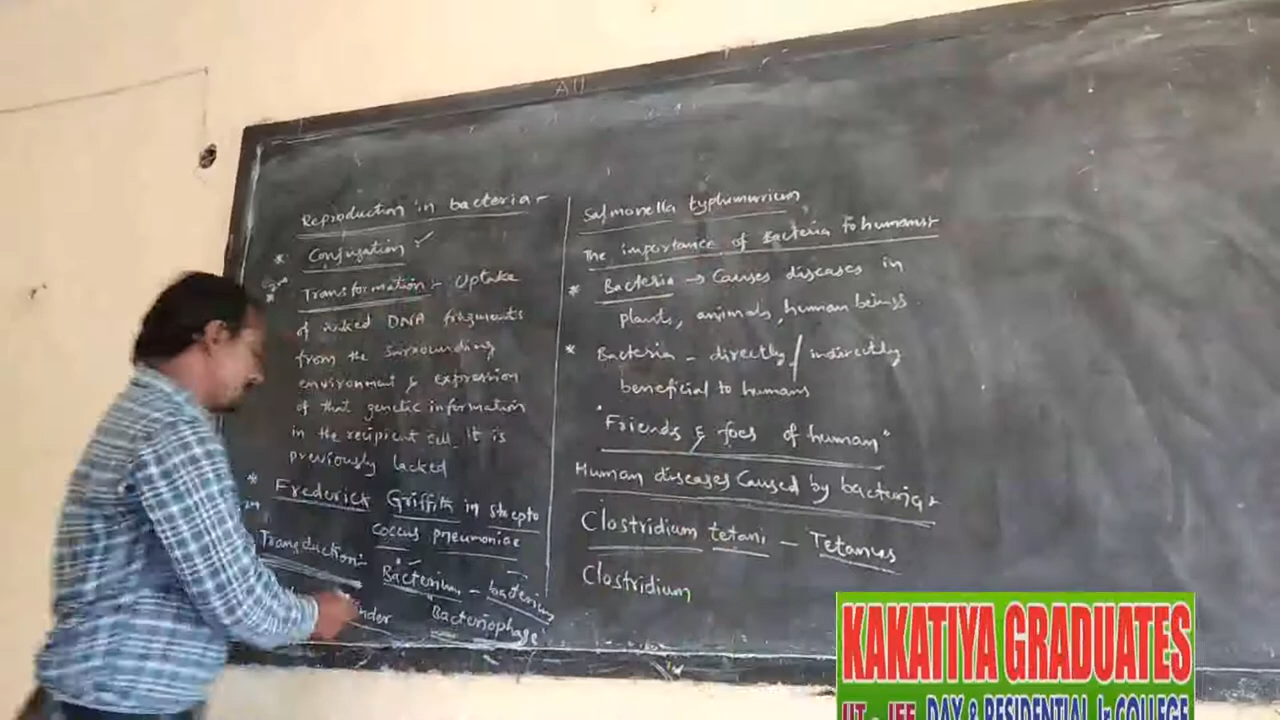 Reproduction in bacteria:-
* Conjugation ✓
* Transformation:- Uptake
of naked DNA fragments
from the surrounding
environment & expression
of that genetic information
in the recipient cell. It is
previously lacked
* Frederick Griffith in strepto
coccus pneumoniae
Transduction:-
Bacterium - bacterium
nder Bacteriophage
Salmonella typhimurium,
The importance of Bacteria to humans:-
* Bacteria → Causes diseases in
plants, animals, human beings.
* Bacteria - directly / indirectly
beneficial to humans
"Friends & foes of human"
Human diseases Caused by bacteria:-
Clostridium tetani - Tetanus
Clostridium
KAKATIYA GRADUATES
IIT - JEE DAY & RESIDENTIAL Jr COLLEGE